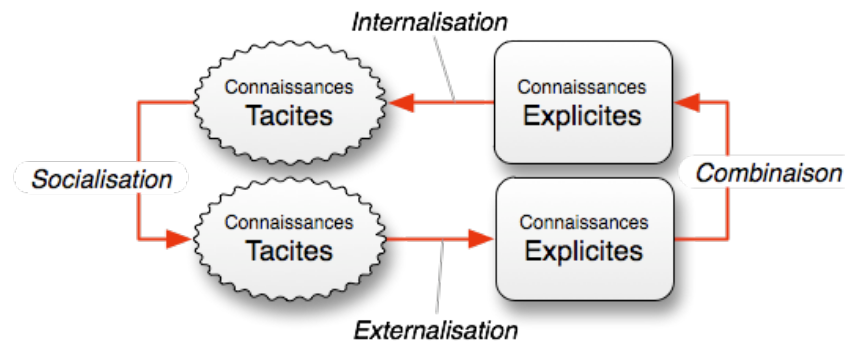 Internalisation
Connaissances
Tacites
Connaissances
Explicites
Socialisation
Combinaison
Connaissances
Tacites
Connaissances
Explicites
Externalisation